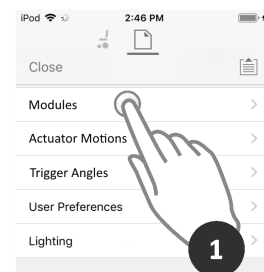 iPod 2:46 PM
Close
Modules
Actuator Motions
Trigger Angles
User Preferences
Lighting
1